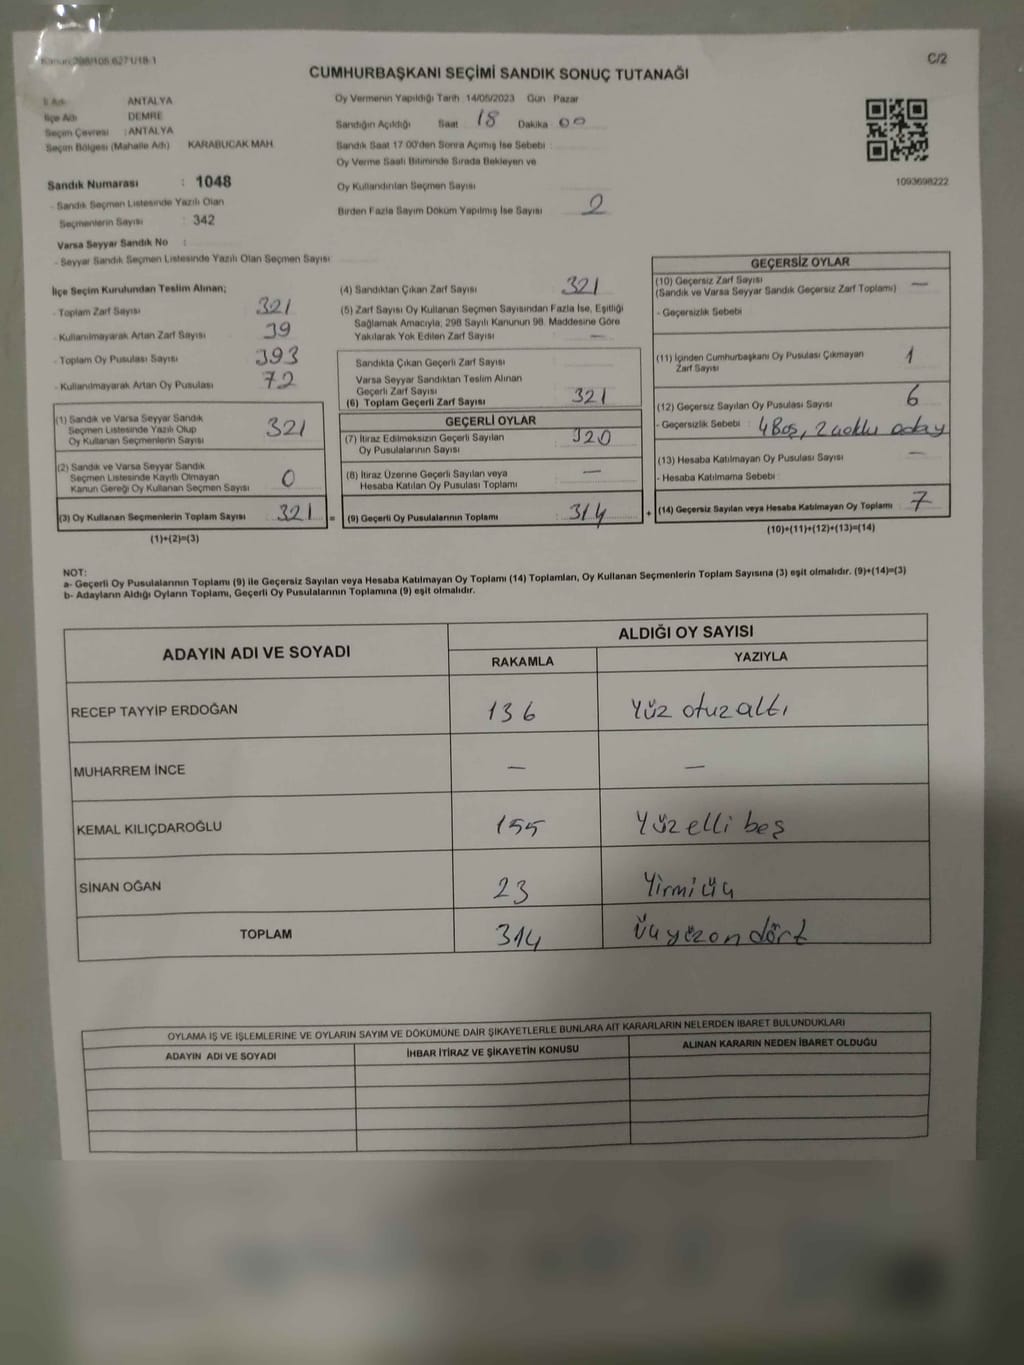 Kanun:298/105 627 U18-1
C/2
CUMHURBAŞKANI SEÇİMİ SANDIK SONUÇ TUTANAĞI
İl Adı ANTALYA
İlçe Adı DEMRE
Seçim Çevresi : ANTALYA
Seçim Bölgesi (Mahalle Adı) KARABUCAK MAH.
Sandık Numarası : 1048
- Sandık Seçmen Listesinde Yazılı Olan
Seçmenlerin Sayısı : 342
Varsa Seyyar Sandık No :
- Seyyar Sandık Seçmen Listesinde Yazılı Olan Seçmen Sayısı
Oy Vermenin Yapıldığı Tarih 14/05/2023 Gün Pazar
Sandığın Açıldığı Saat 18 Dakika 00
Sandık Saat 17:00'den Sonra Açımış İse Sebebi :
Oy Verme Saati Bitiminde Sırada Bekleyen ve
Oy Kullandırılan Seçmen Sayısı
Birden Fazla Sayım Döküm Yapılmış İse Sayısı 2
1093698222
İlçe Seçim Kurulundan Teslim Alınan;
- Toplam Zarf Sayısı 321
- Kullanılmayarak Artan Zarf Sayısı 39
- Toplam Oy Pusulası Sayısı 393
- Kullanılmayarak Artan Oy Pusulası 72
(1) Sandık ve Varsa Seyyar Sandık
Seçmen Listesinde Yazılı Olup
Oy Kullanan Seçmenlerin Sayısı 321
(2) Sandık ve Varsa Seyyar Sandık
Seçmen Listesinde Kayıtlı Olmayan
Kanun Gereği Oy Kullanan Seçmen Sayısı 0
(3) Oy Kullanan Seçmenlerin Toplam Sayısı 321 =
(1)+(2)=(3)
(4) Sandıktan Çıkan Zarf Sayısı 321
(5) Zarf Sayısı Oy Kullanan Seçmen Sayısından Fazla İse, Eşitliği
Sağlamak Amacıyla, 298 Sayılı Kanunun 98. Maddesine Göre
Yakılarak Yok Edilen Zarf Sayısı —
Sandıkta Çıkan Geçerli Zarf Sayısı
Varsa Seyyar Sandıktan Teslim Alınan
Geçerli Zarf Sayısı
(6) Toplam Geçerli Zarf Sayısı 321
GEÇERLİ OYLAR
(7) İtiraz Edilmeksizin Geçerli Sayılan
Oy Pusulalarının Sayısı : 320
(8) İtiraz Üzerine Geçerli Sayılan veya
Hesaba Katılan Oy Pusulası Toplamı —
(9) Geçerli Oy Pusulalarının Toplamı : 314 +
GEÇERSİZ OYLAR
(10) Geçersiz Zarf Sayısı
(Sandık ve Varsa Seyyar Sandık Geçersiz Zarf Toplamı) —
- Geçersizlik Sebebi
(11) İçinden Cumhurbaşkanı Oy Pusulası Çıkmayan
Zarf Sayısı 1
(12) Geçersiz Sayılan Oy Pusulası Sayısı 6
- Geçersizlik Sebebi : 4 Boş, 2 çoklu aday
(13) Hesaba Katılmayan Oy Pusulası Sayısı —
- Hesaba Katılmama Sebebi :
(14) Geçersiz Sayılan veya Hesaba Katılmayan Oy Toplamı : 7
(10)+(11)+(12)+(13)=(14)
NOT:
a- Geçerli Oy Pusulalarının Toplamı (9) ile Geçersiz Sayılan veya Hesaba Katılmayan Oy Toplamı (14) Toplamları, Oy Kullanan Seçmenlerin Toplam Sayısına (3) eşit olmalıdır. (9)+(14)=(3)
b- Adayların Aldığı Oyların Toplamı, Geçerli Oy Pusulalarının Toplamına (9) eşit olmalıdır.
ADAYIN ADI VE SOYADI
ALDIĞI OY SAYISI
RAKAMLA YAZIYLA
RECEP TAYYİP ERDOĞAN 136 Yüz otuz altı
MUHARREM İNCE — —
KEMAL KILIÇDAROĞLU 155 Yüz elli beş
SİNAN OĞAN 23 Yirmi üç
TOPLAM 314 Üç yüz on dört
OYLAMA İŞ VE İŞLEMLERİNE VE OYLARIN SAYIM VE DÖKÜMÜNE DAİR ŞİKAYETLERLE BUNLARA AİT KARARLARIN NELERDEN İBARET BULUNDUKLARI
ADAYIN ADI VE SOYADI İHBAR İTİRAZ VE ŞİKAYETİN KONUSU ALINAN KARARIN NEDEN İBARET OLDUĞU